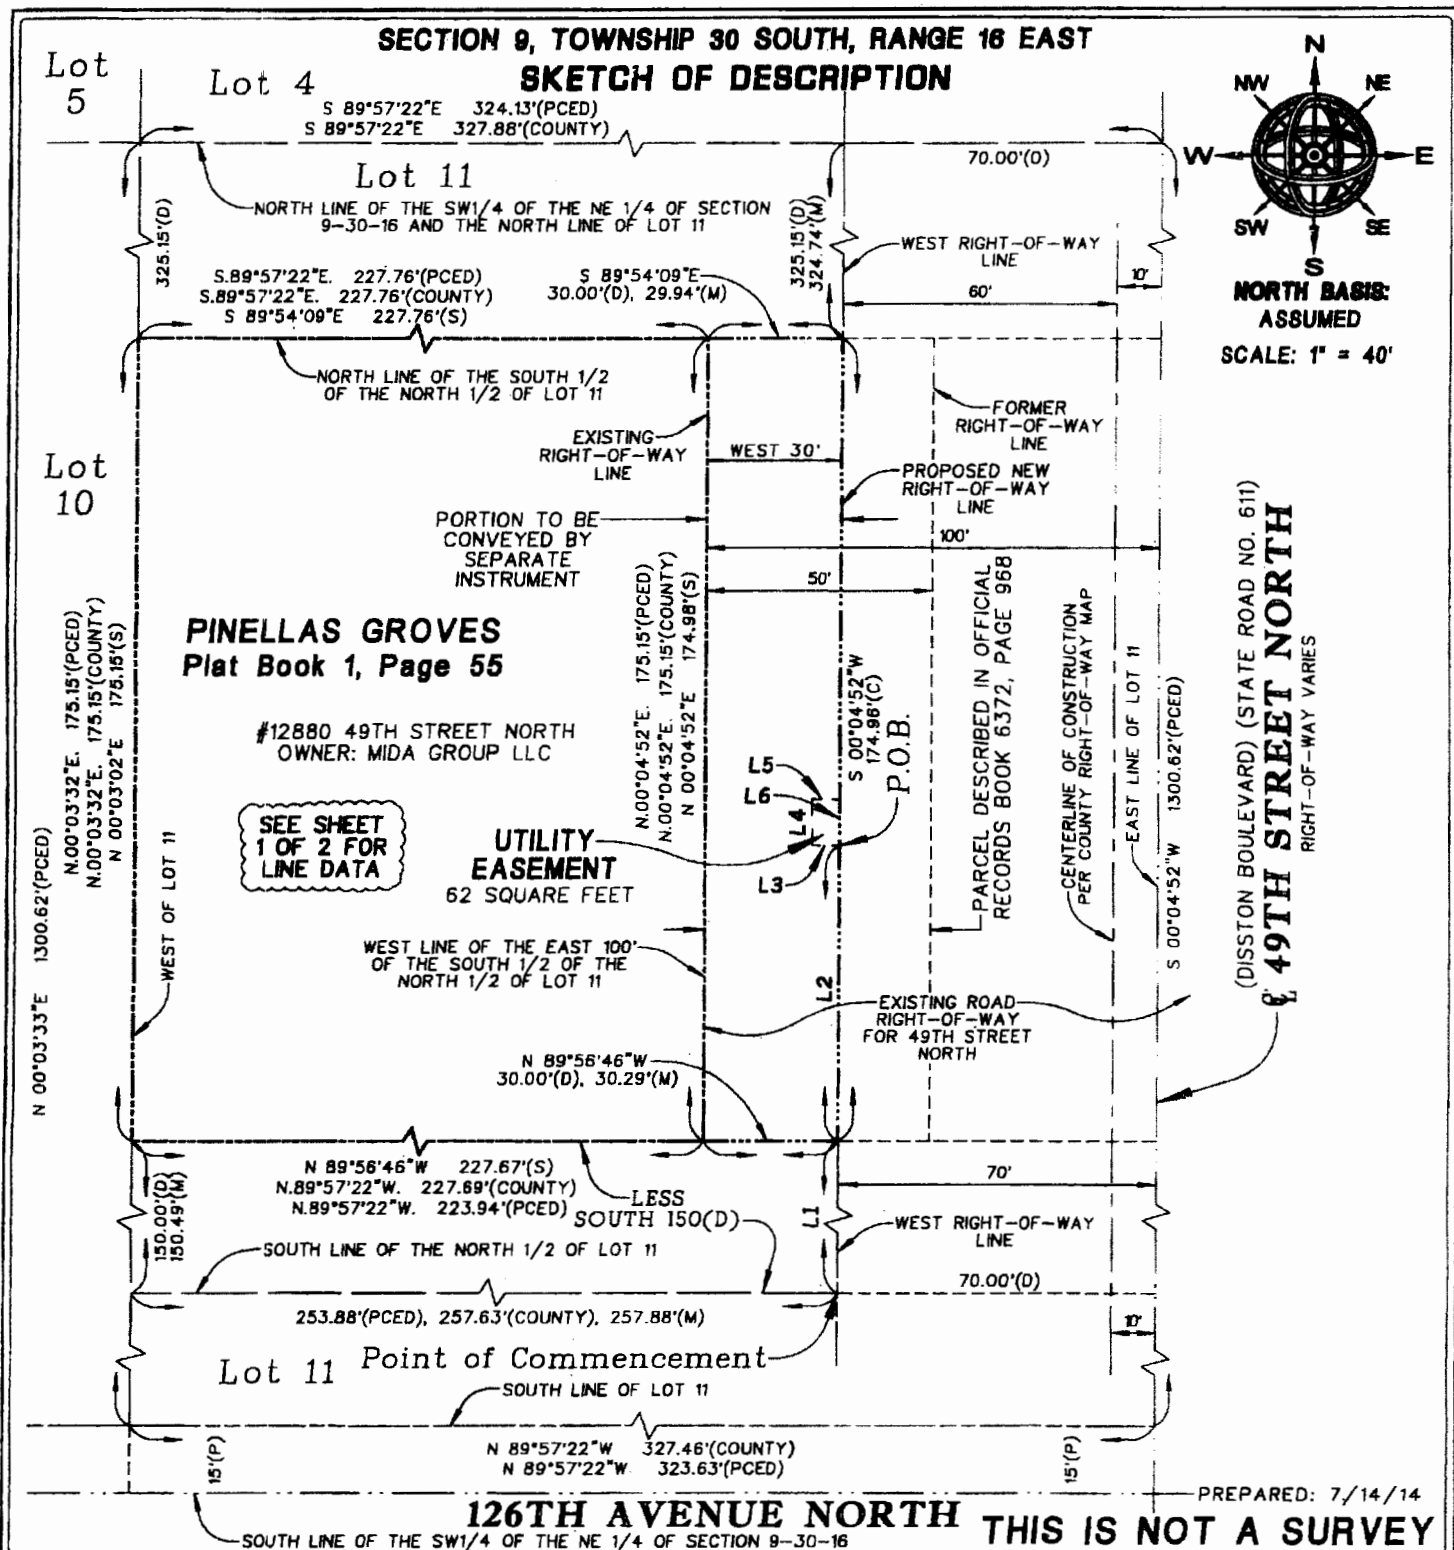 SECTION 9, TOWNSHIP 30 SOUTH, RANGE 16 EAST
SKETCH OF DESCRIPTION
Lot
5
Lot 4
S 89°57'22"E 324.13'(PCED)
S 89°57'22"E 327.88'(COUNTY)
70.00'(D)
N
NW
NE
W
E
SW
SE
S
NORTH BASIS:
ASSUMED
SCALE: 1" = 40'
Lot 11
NORTH LINE OF THE SW1/4 OF THE NE 1/4 OF SECTION
9-30-16 AND THE NORTH LINE OF LOT 11
325.15'(D)
325.15'(D)
324.74'(M)
WEST RIGHT-OF-WAY
LINE
10'
60'
S.89°57'22"E. 227.76'(PCED)
S.89°57'22"E. 227.76'(COUNTY)
S 89°54'09"E 227.76'(S)
S 89°54'09"E
30.00'(D), 29.94'(M)
NORTH LINE OF THE SOUTH 1/2
OF THE NORTH 1/2 OF LOT 11
EXISTING
RIGHT-OF-WAY
LINE
WEST 30'
FORMER
RIGHT-OF-WAY
LINE
PROPOSED NEW
RIGHT-OF-WAY
LINE
Lot
10
PORTION TO BE
CONVEYED BY
SEPARATE
INSTRUMENT
100'
50'
N.00°03'32"E. 175.15'(PCED)
N.00°03'32"E. 175.15'(COUNTY)
N 00°03'02"E 175.15'(S)
PINELLAS GROVES
Plat Book 1, Page 55
#12880 49TH STREET NORTH
OWNER: MIDA GROUP LLC
N.00°04'52"E. 175.15'(PCED)
N.00°04'52"E. 175.15'(COUNTY)
N 00°04'52"E 174.98'(S)
S 00°04'52"W
174.96'(C)
P.O.B.
PARCEL DESCRIBED IN OFFICIAL
RECORDS BOOK 6372, PAGE 968
CENTERLINE OF CONSTRUCTION
PER COUNTY RIGHT-OF-WAY MAP
EAST LINE OF LOT 11
S 00°04'52"W 1300.62'(PCED)
(DISSTON BOULEVARD) (STATE ROAD NO. 611)
℄ 49TH STREET NORTH
RIGHT-OF-WAY VARIES
L5
L6
L4
L3
SEE SHEET
1 OF 2 FOR
LINE DATA
UTILITY
EASEMENT
62 SQUARE FEET
N 00°03'33"E 1300.62'(PCED)
WEST OF LOT 11
WEST LINE OF THE EAST 100'
OF THE SOUTH 1/2 OF THE
NORTH 1/2 OF LOT 11
L2
EXISTING ROAD
RIGHT-OF-WAY
FOR 49TH STREET
NORTH
N 89°56'46"W
30.00'(D), 30.29'(M)
N 89°56'46"W 227.67'(S)
N.89°57'22"W. 227.69'(COUNTY)
N.89°57'22"W. 223.94'(PCED)
150.00'(D)
150.49'(M)
LESS
SOUTH 150(D)
L1
70'
WEST RIGHT-OF-WAY
LINE
SOUTH LINE OF THE NORTH 1/2 OF LOT 11
70.00'(D)
253.88'(PCED), 257.63'(COUNTY), 257.88'(M)
10'
Lot 11
Point of Commencement
SOUTH LINE OF LOT 11
15'(P)
N 89°57'22"W 327.46'(COUNTY)
N 89°57'22"W 323.63'(PCED)
15'(P)
126TH AVENUE NORTH
PREPARED: 7/14/14
SOUTH LINE OF THE SW1/4 OF THE NE 1/4 OF SECTION 9-30-16
THIS IS NOT A SURVEY